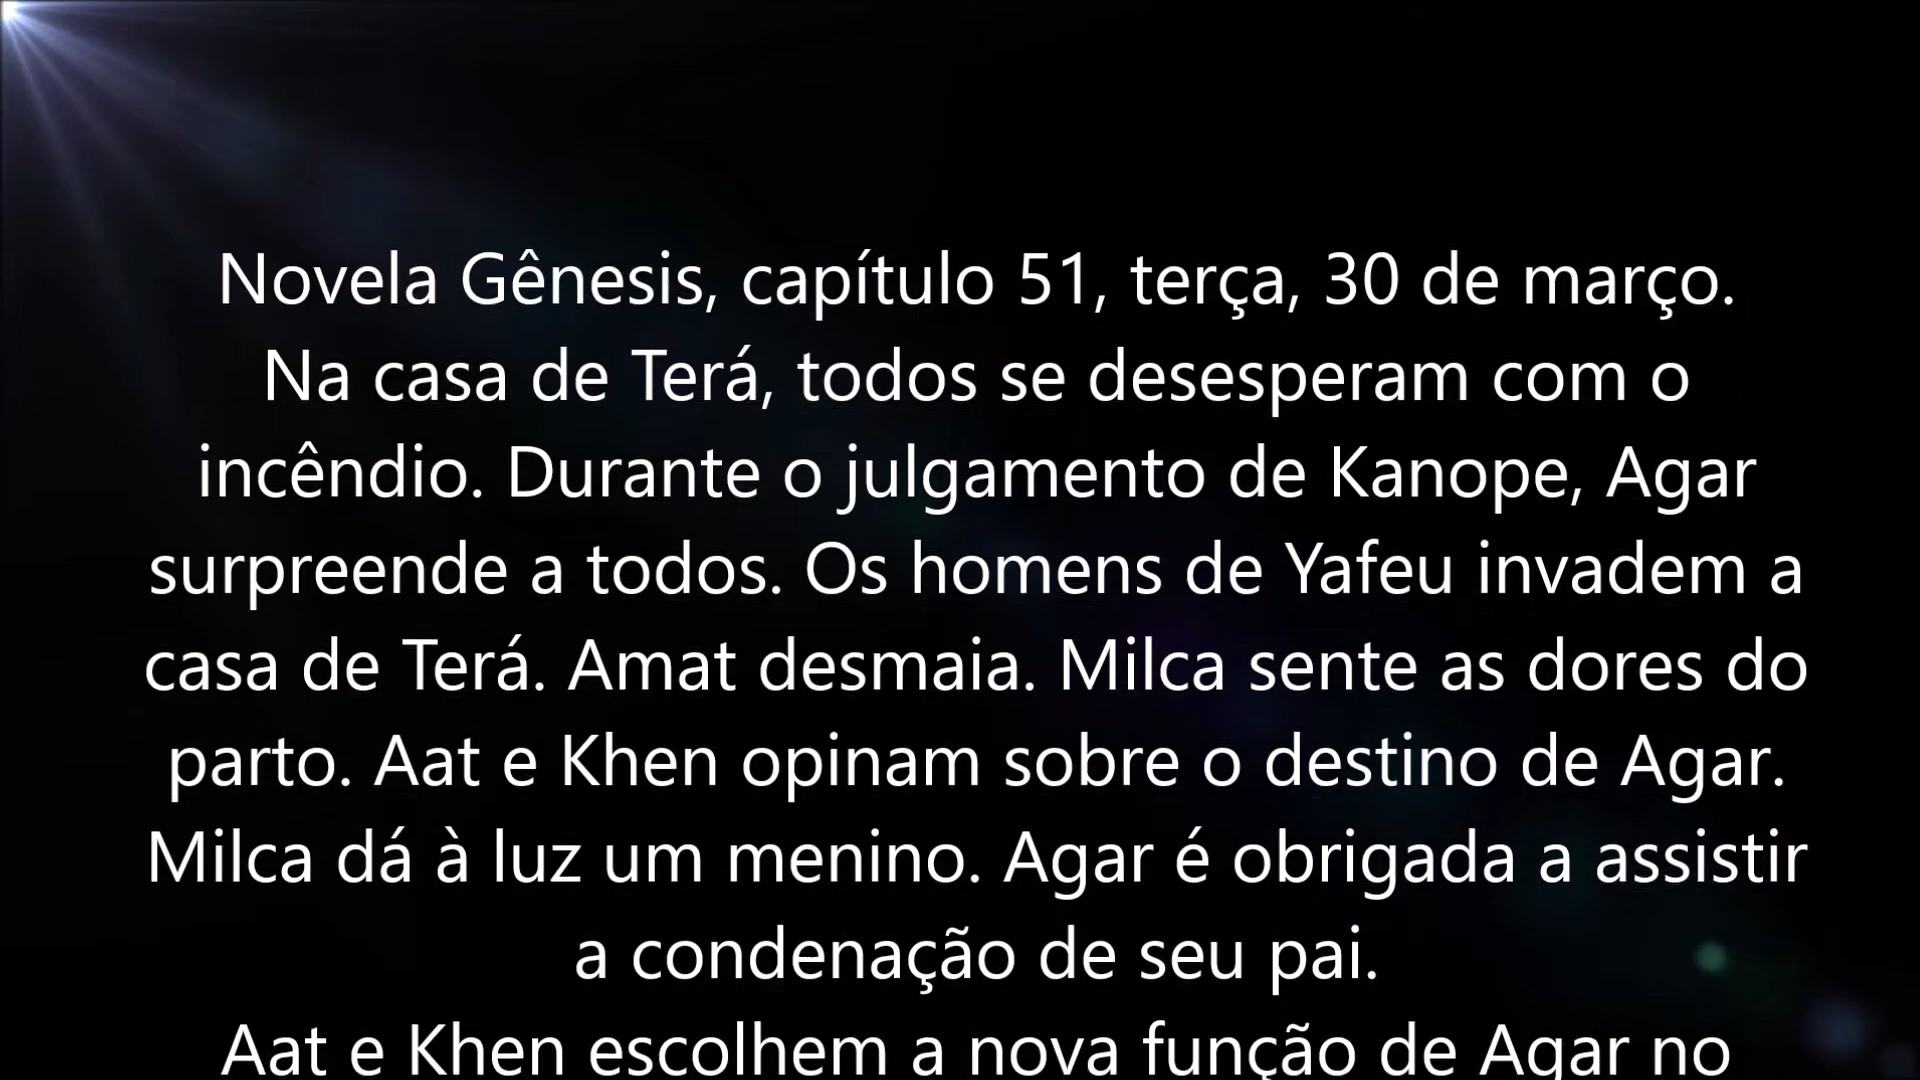 Novela Gênesis, capítulo 51, terça, 30 de março.
Na casa de Terá, todos se desesperam com o
incêndio. Durante o julgamento de Kanope, Agar
surpreende a todos. Os homens de Yafeu invadem a
casa de Terá. Amat desmaia. Milca sente as dores do
parto. Aat e Khen opinam sobre o destino de Agar.
Milca dá à luz um menino. Agar é obrigada a assistir
a condenação de seu pai.
Aat e Khen escolhem a nova função de Agar no